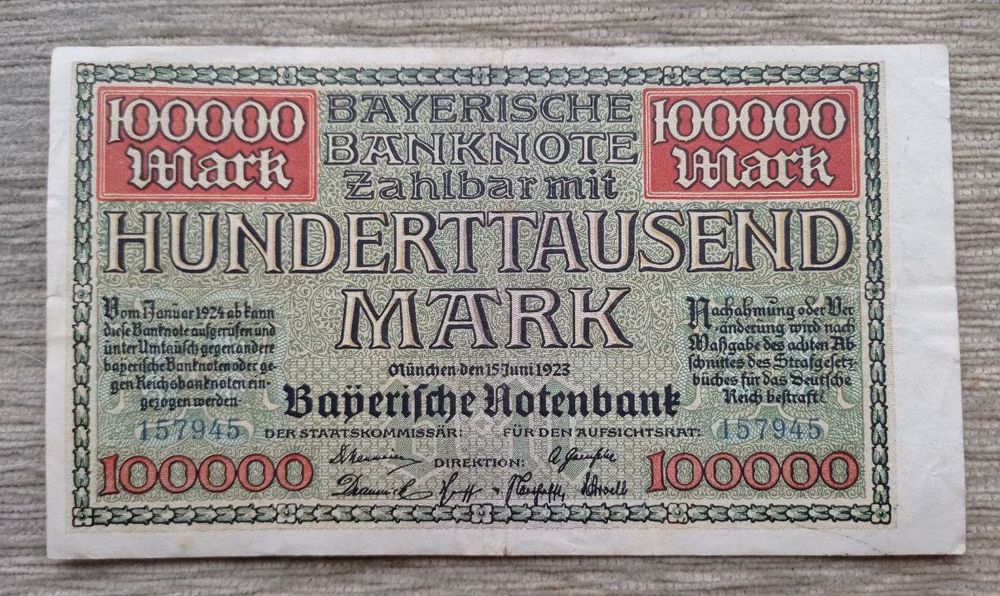 100000 Mark
BAYERISCHE
BANKNOTE
Zahlbar mit
100000 Mark
HUNDERTTAUSEND
MARK
Vom 1 Januar 1924 ab kann
diese Banknote aufgerufen und
unter Umtausch gegen andere
bayerische Banknoten oder ge-
gen Reichsbanknoten ein-
gezogen werden.
Nachahmung oder Ver
änderung wird nach
Maßgabe des achten Ab
schnittes des Strafgesetz
buches für das Deutsche
Reich bestraft.
München·den 15·Juni 1923
Bayerische Notenbank
157945
DER STAATSKOMMISSÄR:
FÜR DEN AUFSICHTSRAT:
157945
100000
DIREKTION:
100000